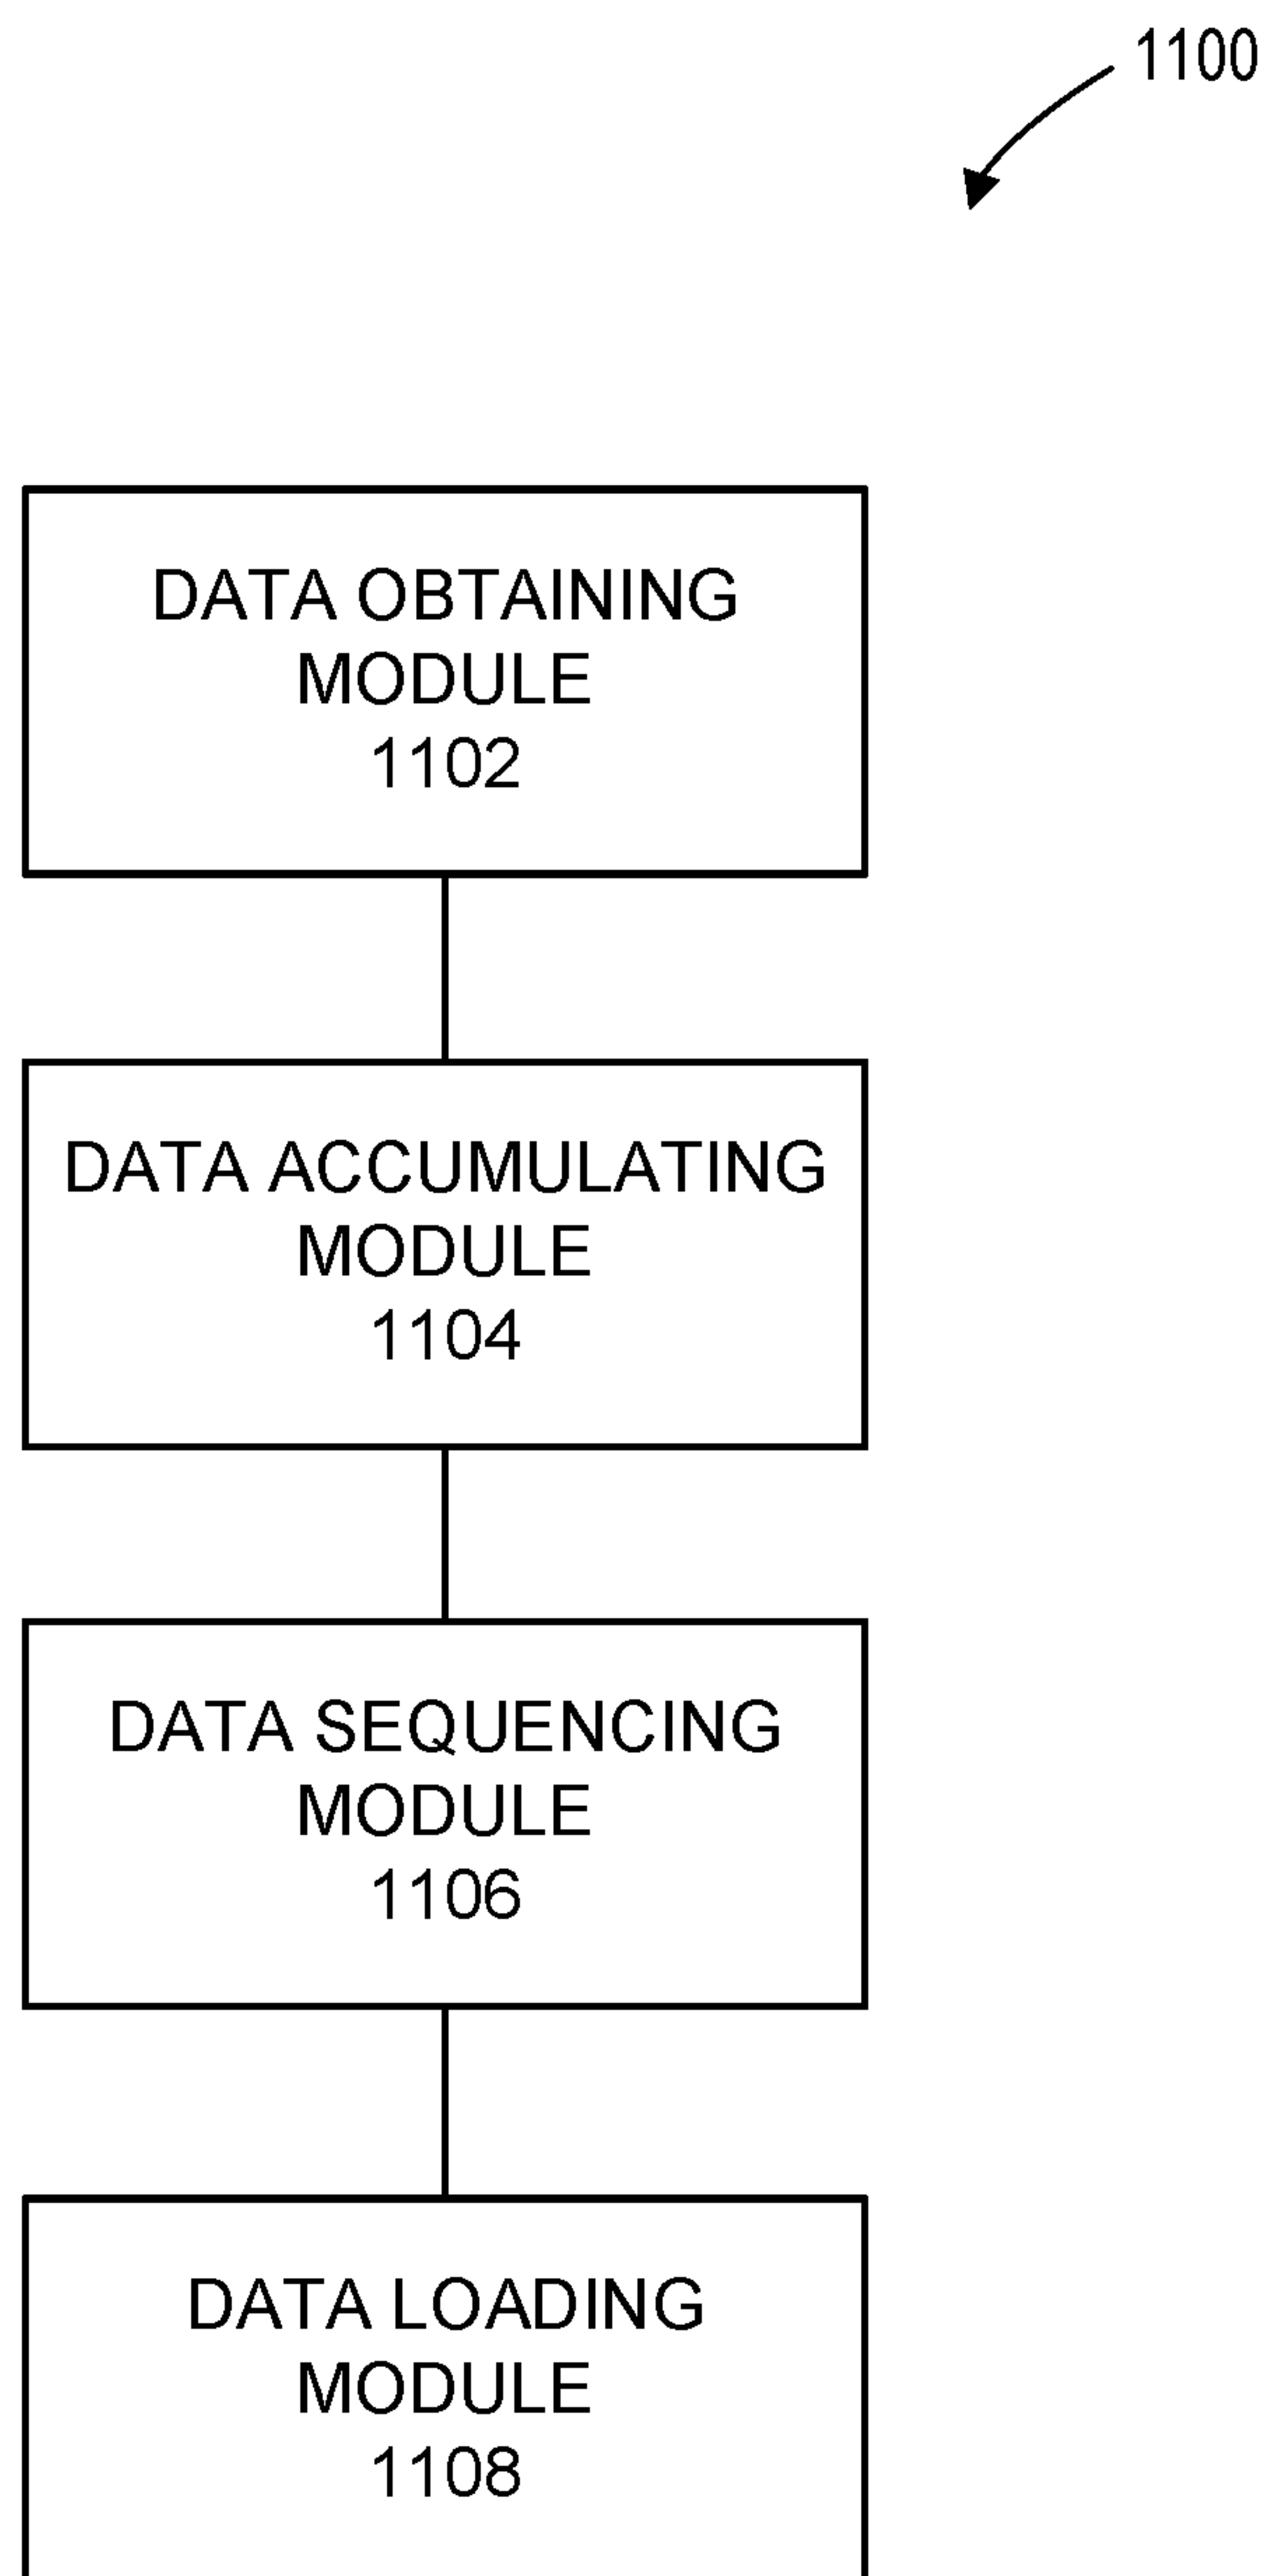 1100
DATA OBTAINING
MODULE
1102
DATA ACCUMULATING
MODULE
1104
DATA SEQUENCING
MODULE
1106
DATA LOADING
MODULE
1108